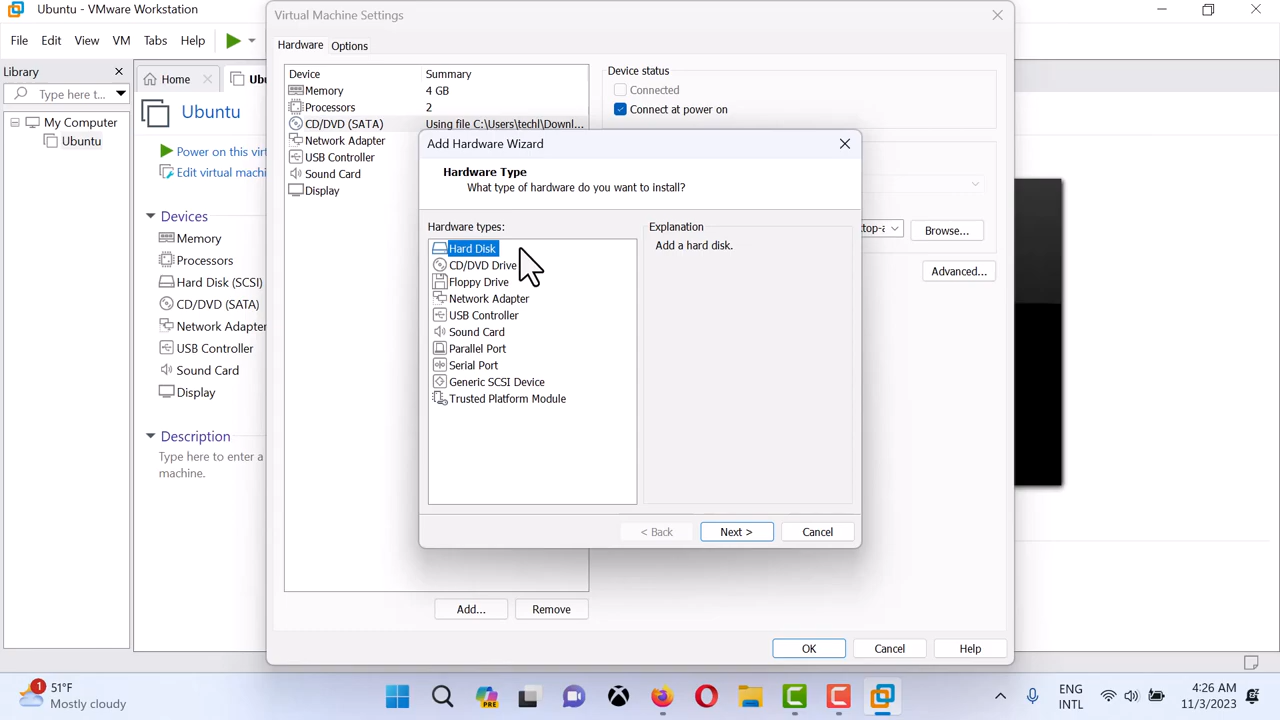 Ubuntu - VMware Workstation
File Edit View VM Tabs Help
Library
Type here t...
My Computer
Ubuntu
Home
Ubuntu
Power on this virt
Edit virtual machi
Devices
Memory
Processors
Hard Disk (SCSI)
CD/DVD (SATA)
Network Adapter
USB Controller
Sound Card
Display
Description
Type here to enter a
machine.
Virtual Machine Settings
Hardware Options
Device Summary
Memory 4 GB
Processors 2
CD/DVD (SATA) Using file C:\Users\techl\Downl...
Network Adapter
USB Controller
Sound Card
Display
Device status
Connected
Connect at power on
Browse...
Advanced...
Add Hardware Wizard
Hardware Type
What type of hardware do you want to install?
Hardware types:
Hard Disk
CD/DVD Drive
Floppy Drive
Network Adapter
USB Controller
Sound Card
Parallel Port
Serial Port
Generic SCSI Device
Trusted Platform Module
Explanation
Add a hard disk.
< Back Next > Cancel
Add... Remove
OK Cancel Help
1
51°F
Mostly cloudy
PRE
ENG
INTL
4:26 AM
11/3/2023